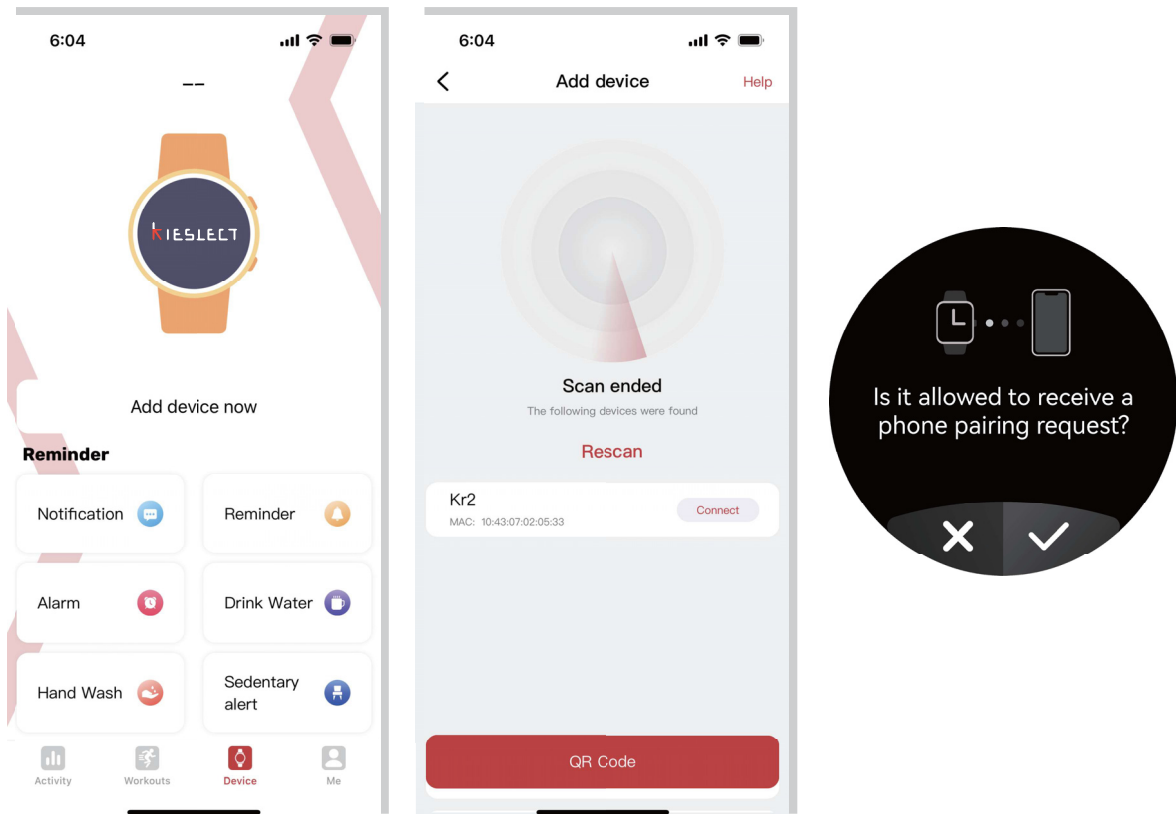 6:04
--
KIESLECT
Add device now
Reminder
Notification
Reminder
Alarm
Drink Water
Hand Wash
Sedentary
alert
Activity
Workouts
Device
Me
6:04
Add device
Help
Scan ended
The following devices were found
Rescan
Kr2
MAC: 10:43:07:02:05:33
Connect
QR Code
Is it allowed to receive a
phone pairing request?